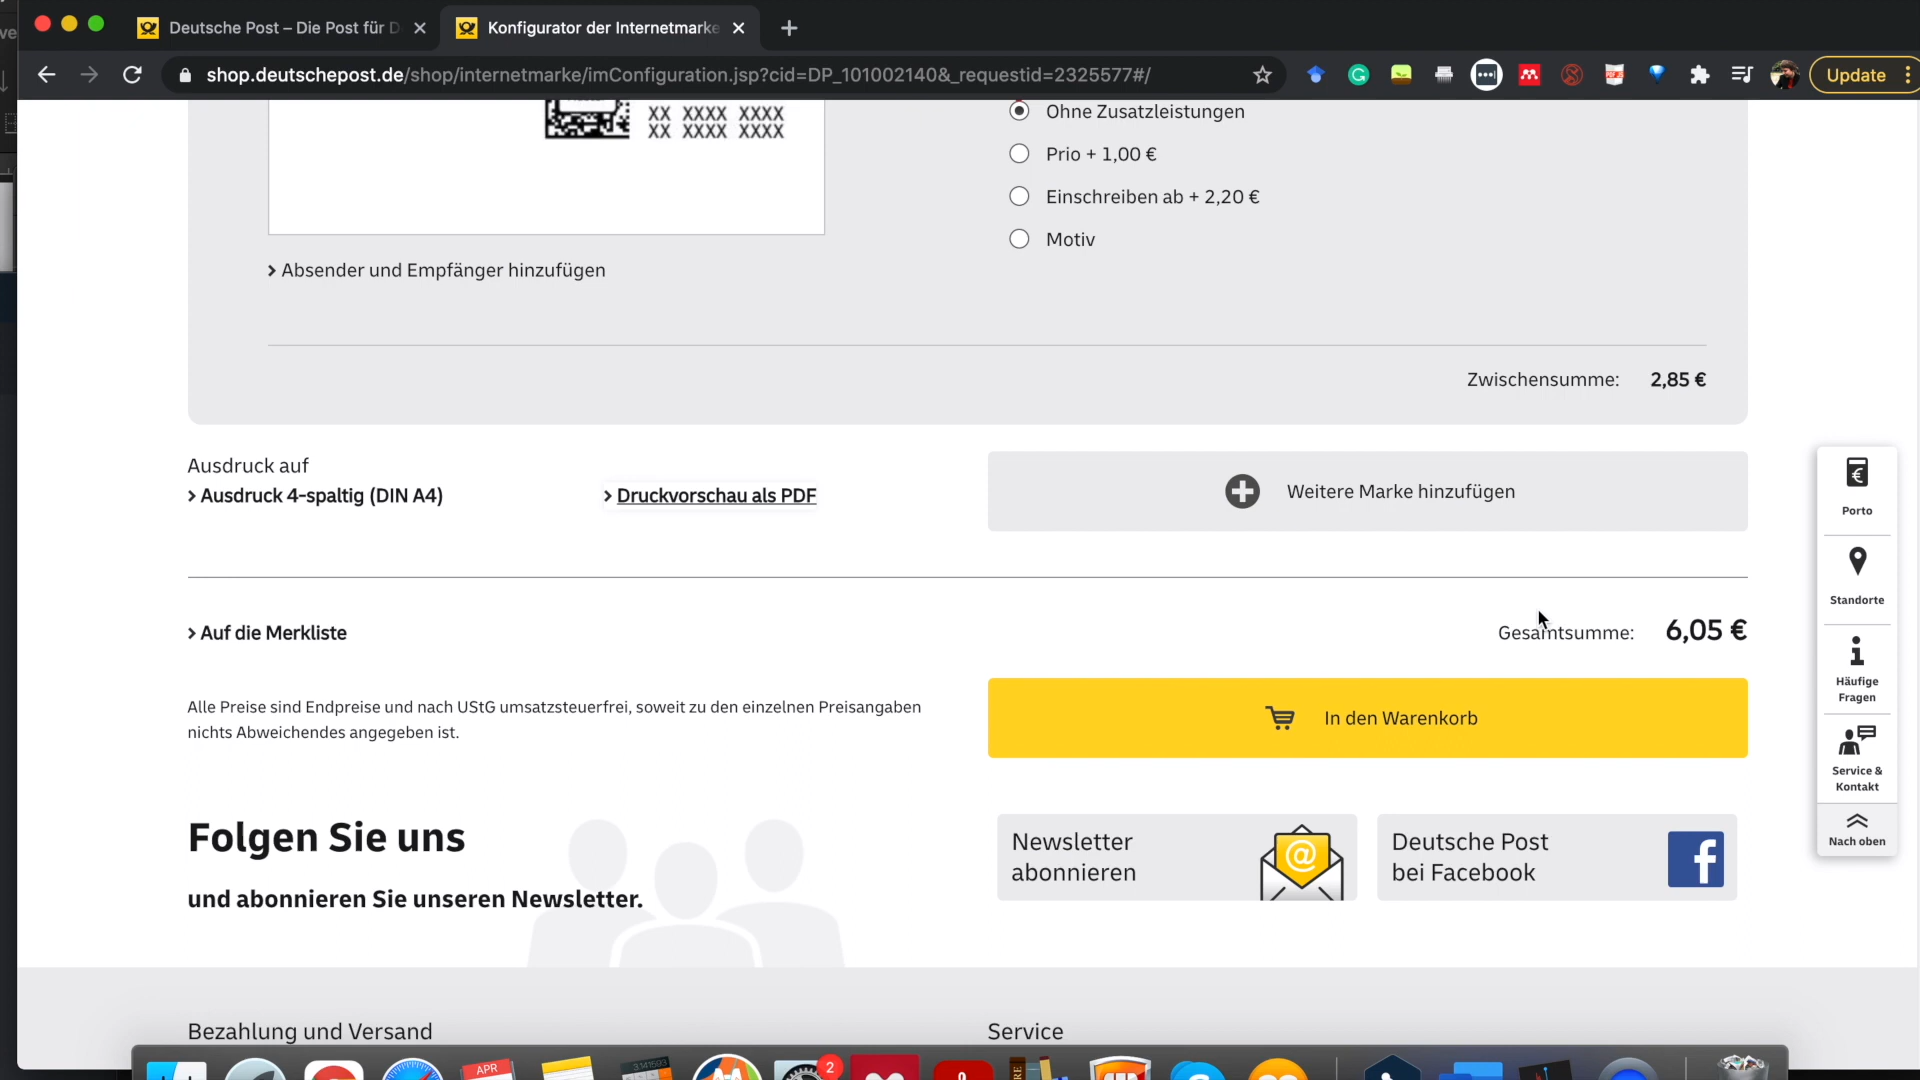 Deutsche Post – Die Post für D
Konfigurator der Internetmarke
shop.deutschepost.de/shop/internetmarke/imConfiguration.jsp?cid=DP_101002140&_requestid=2325577#/
Update
XX XXXX XXXX
XX XXXX XXXX
Ohne Zusatzleistungen
Prio + 1,00 €
Einschreiben ab + 2,20 €
Motiv
Absender und Empfänger hinzufügen
Zwischensumme: 2,85 €
Ausdruck auf
Ausdruck 4-spaltig (DIN A4)
Druckvorschau als PDF
Weitere Marke hinzufügen
Auf die Merkliste
Gesamtsumme: 6,05 €
Alle Preise sind Endpreise und nach UStG umsatzsteuerfrei, soweit zu den einzelnen Preisangaben
nichts Abweichendes angegeben ist.
In den Warenkorb
Porto
Standorte
Häufige
Fragen
Service &
Kontakt
Nach oben
Folgen Sie uns
und abonnieren Sie unseren Newsletter.
Newsletter
abonnieren
Deutsche Post
bei Facebook
Bezahlung und Versand
Service
APR
2